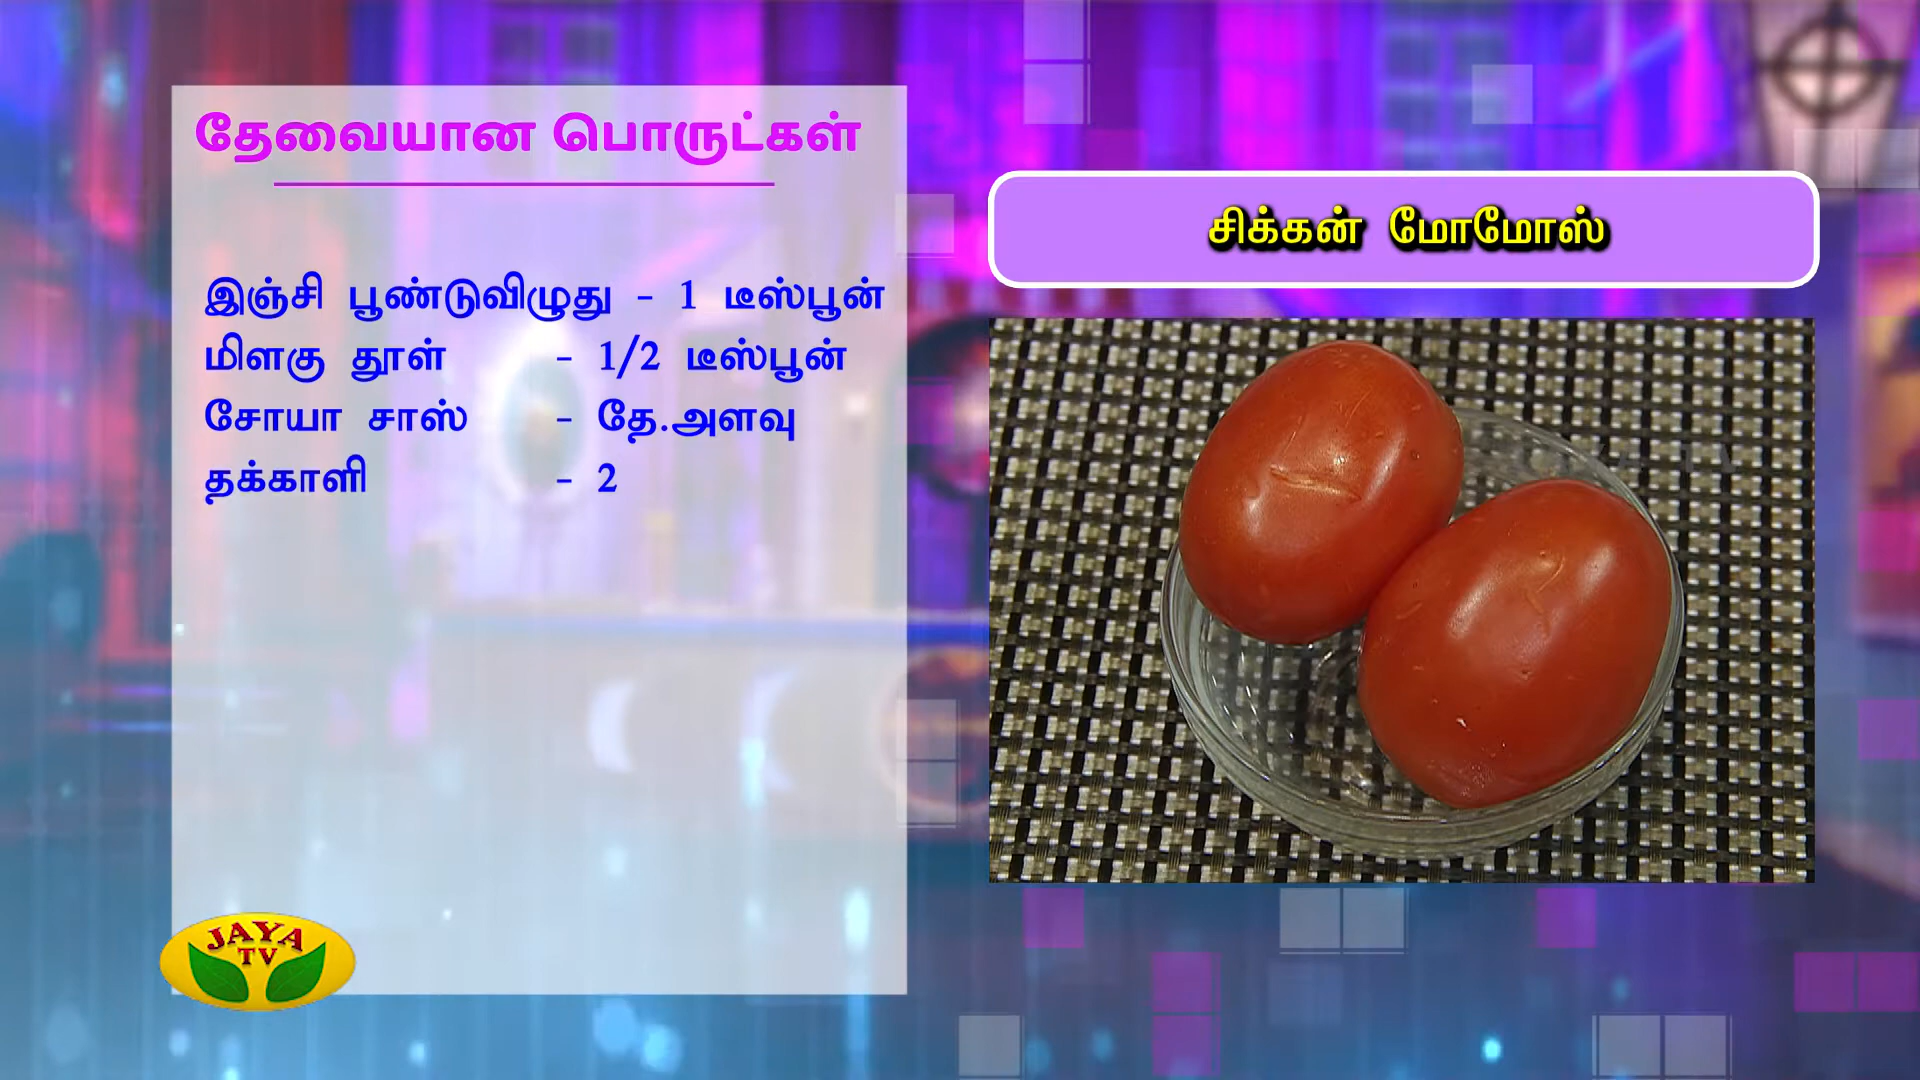 தேவையான பொருட்கள்
இஞ்சி பூண்டுவிழுது - 1 டீஸ்பூன்
மிளகு தூள் - 1/2 டீஸ்பூன்
சோயா சாஸ் - தே.அளவு
தக்காளி - 2
சிக்கன் மோமோஸ்
JAYA
TV